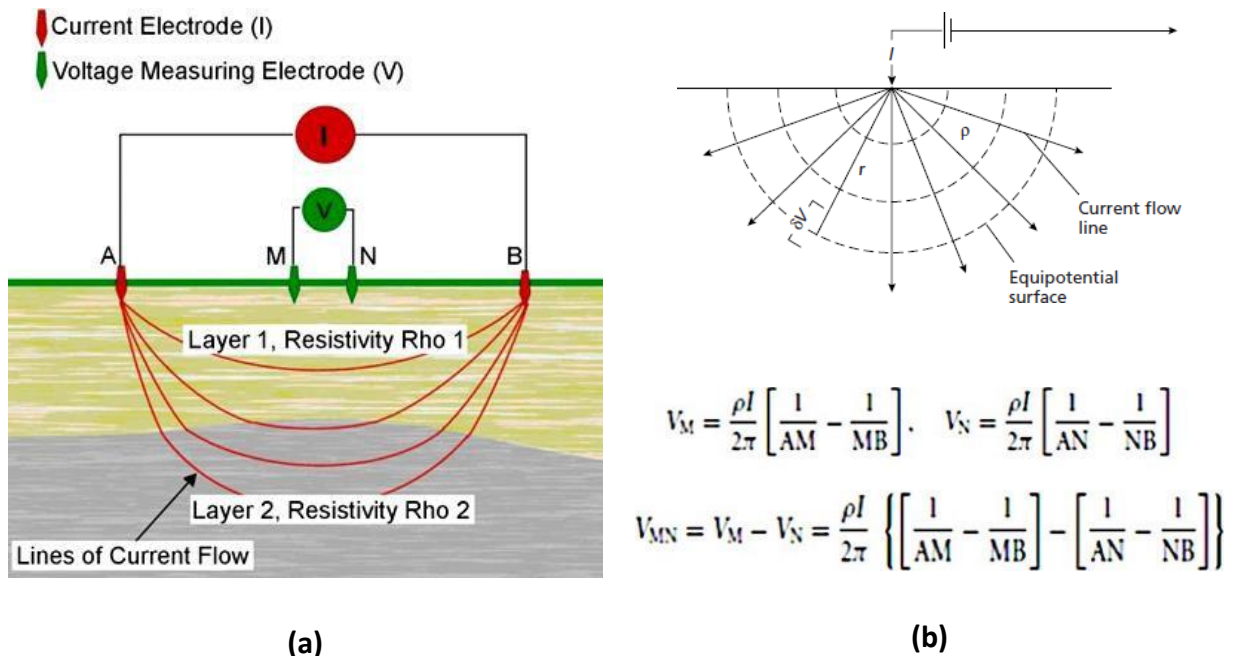 Current Electrode (I)
Voltage Measuring Electrode (V)
I
V
A
M
N
B
Layer 1, Resistivity Rho 1
Layer 2, Resistivity Rho 2
Lines of Current Flow
(a)
I
ρ
r
δV
Current flow
line
Equipotential
surface
V_M = ρI/2π [1/AM − 1/MB], V_N = ρI/2π [1/AN − 1/NB]
V_MN = V_M − V_N = ρI/2π {[1/AM − 1/MB] − [1/AN − 1/NB]}
(b)